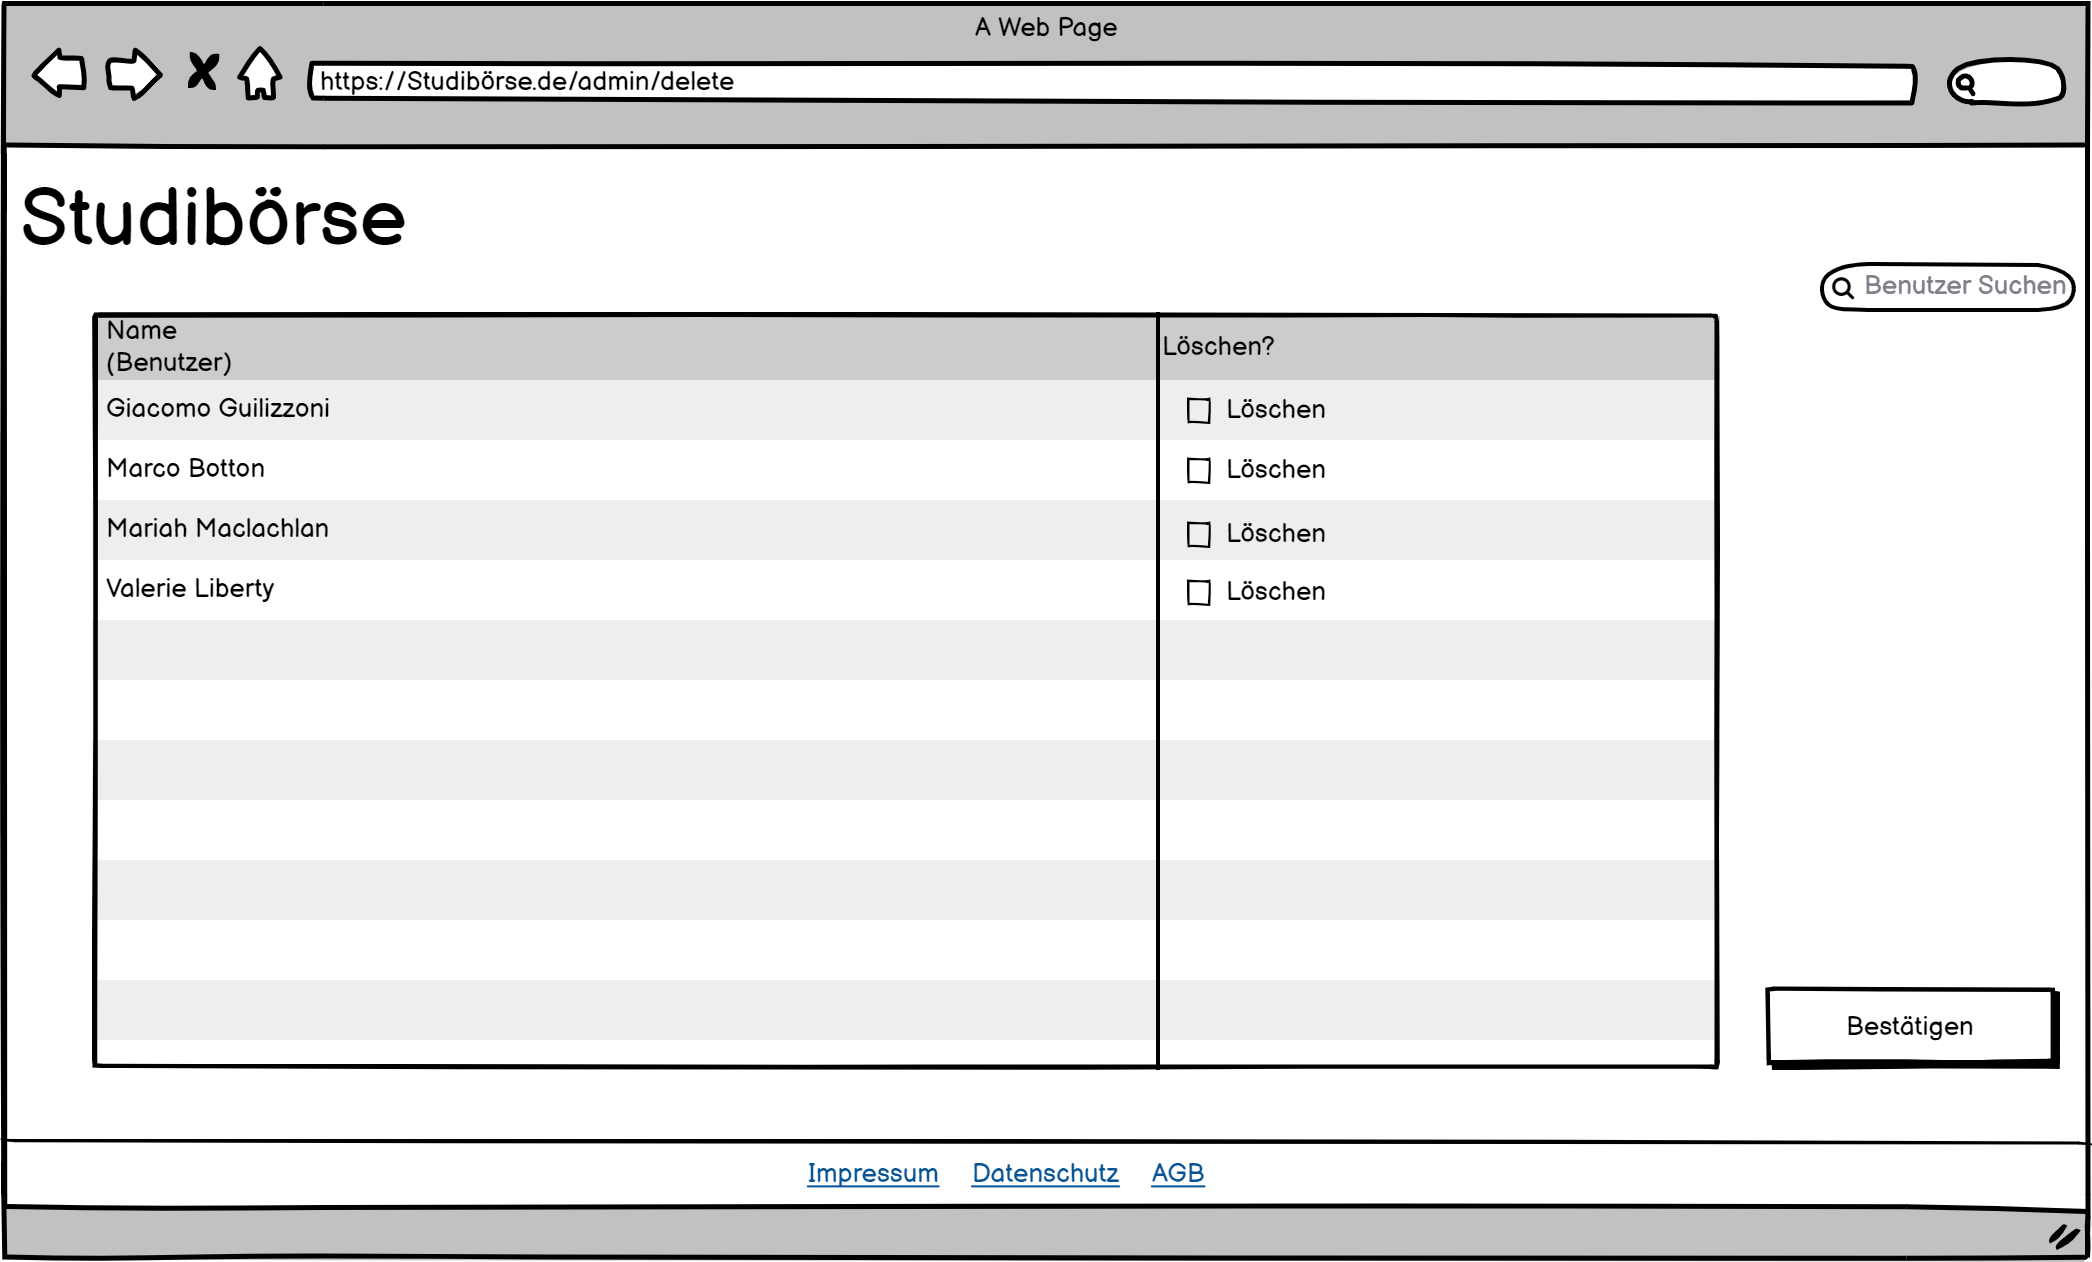 A Web Page
https://Studibörse.de/admin/delete
Studibörse
Benutzer Suchen
Name
(Benutzer)
Löschen?
Giacomo Guilizzoni
Löschen
Marco Botton
Löschen
Mariah Maclachlan
Löschen
Valerie Liberty
Löschen
Bestätigen
Impressum Datenschutz AGB